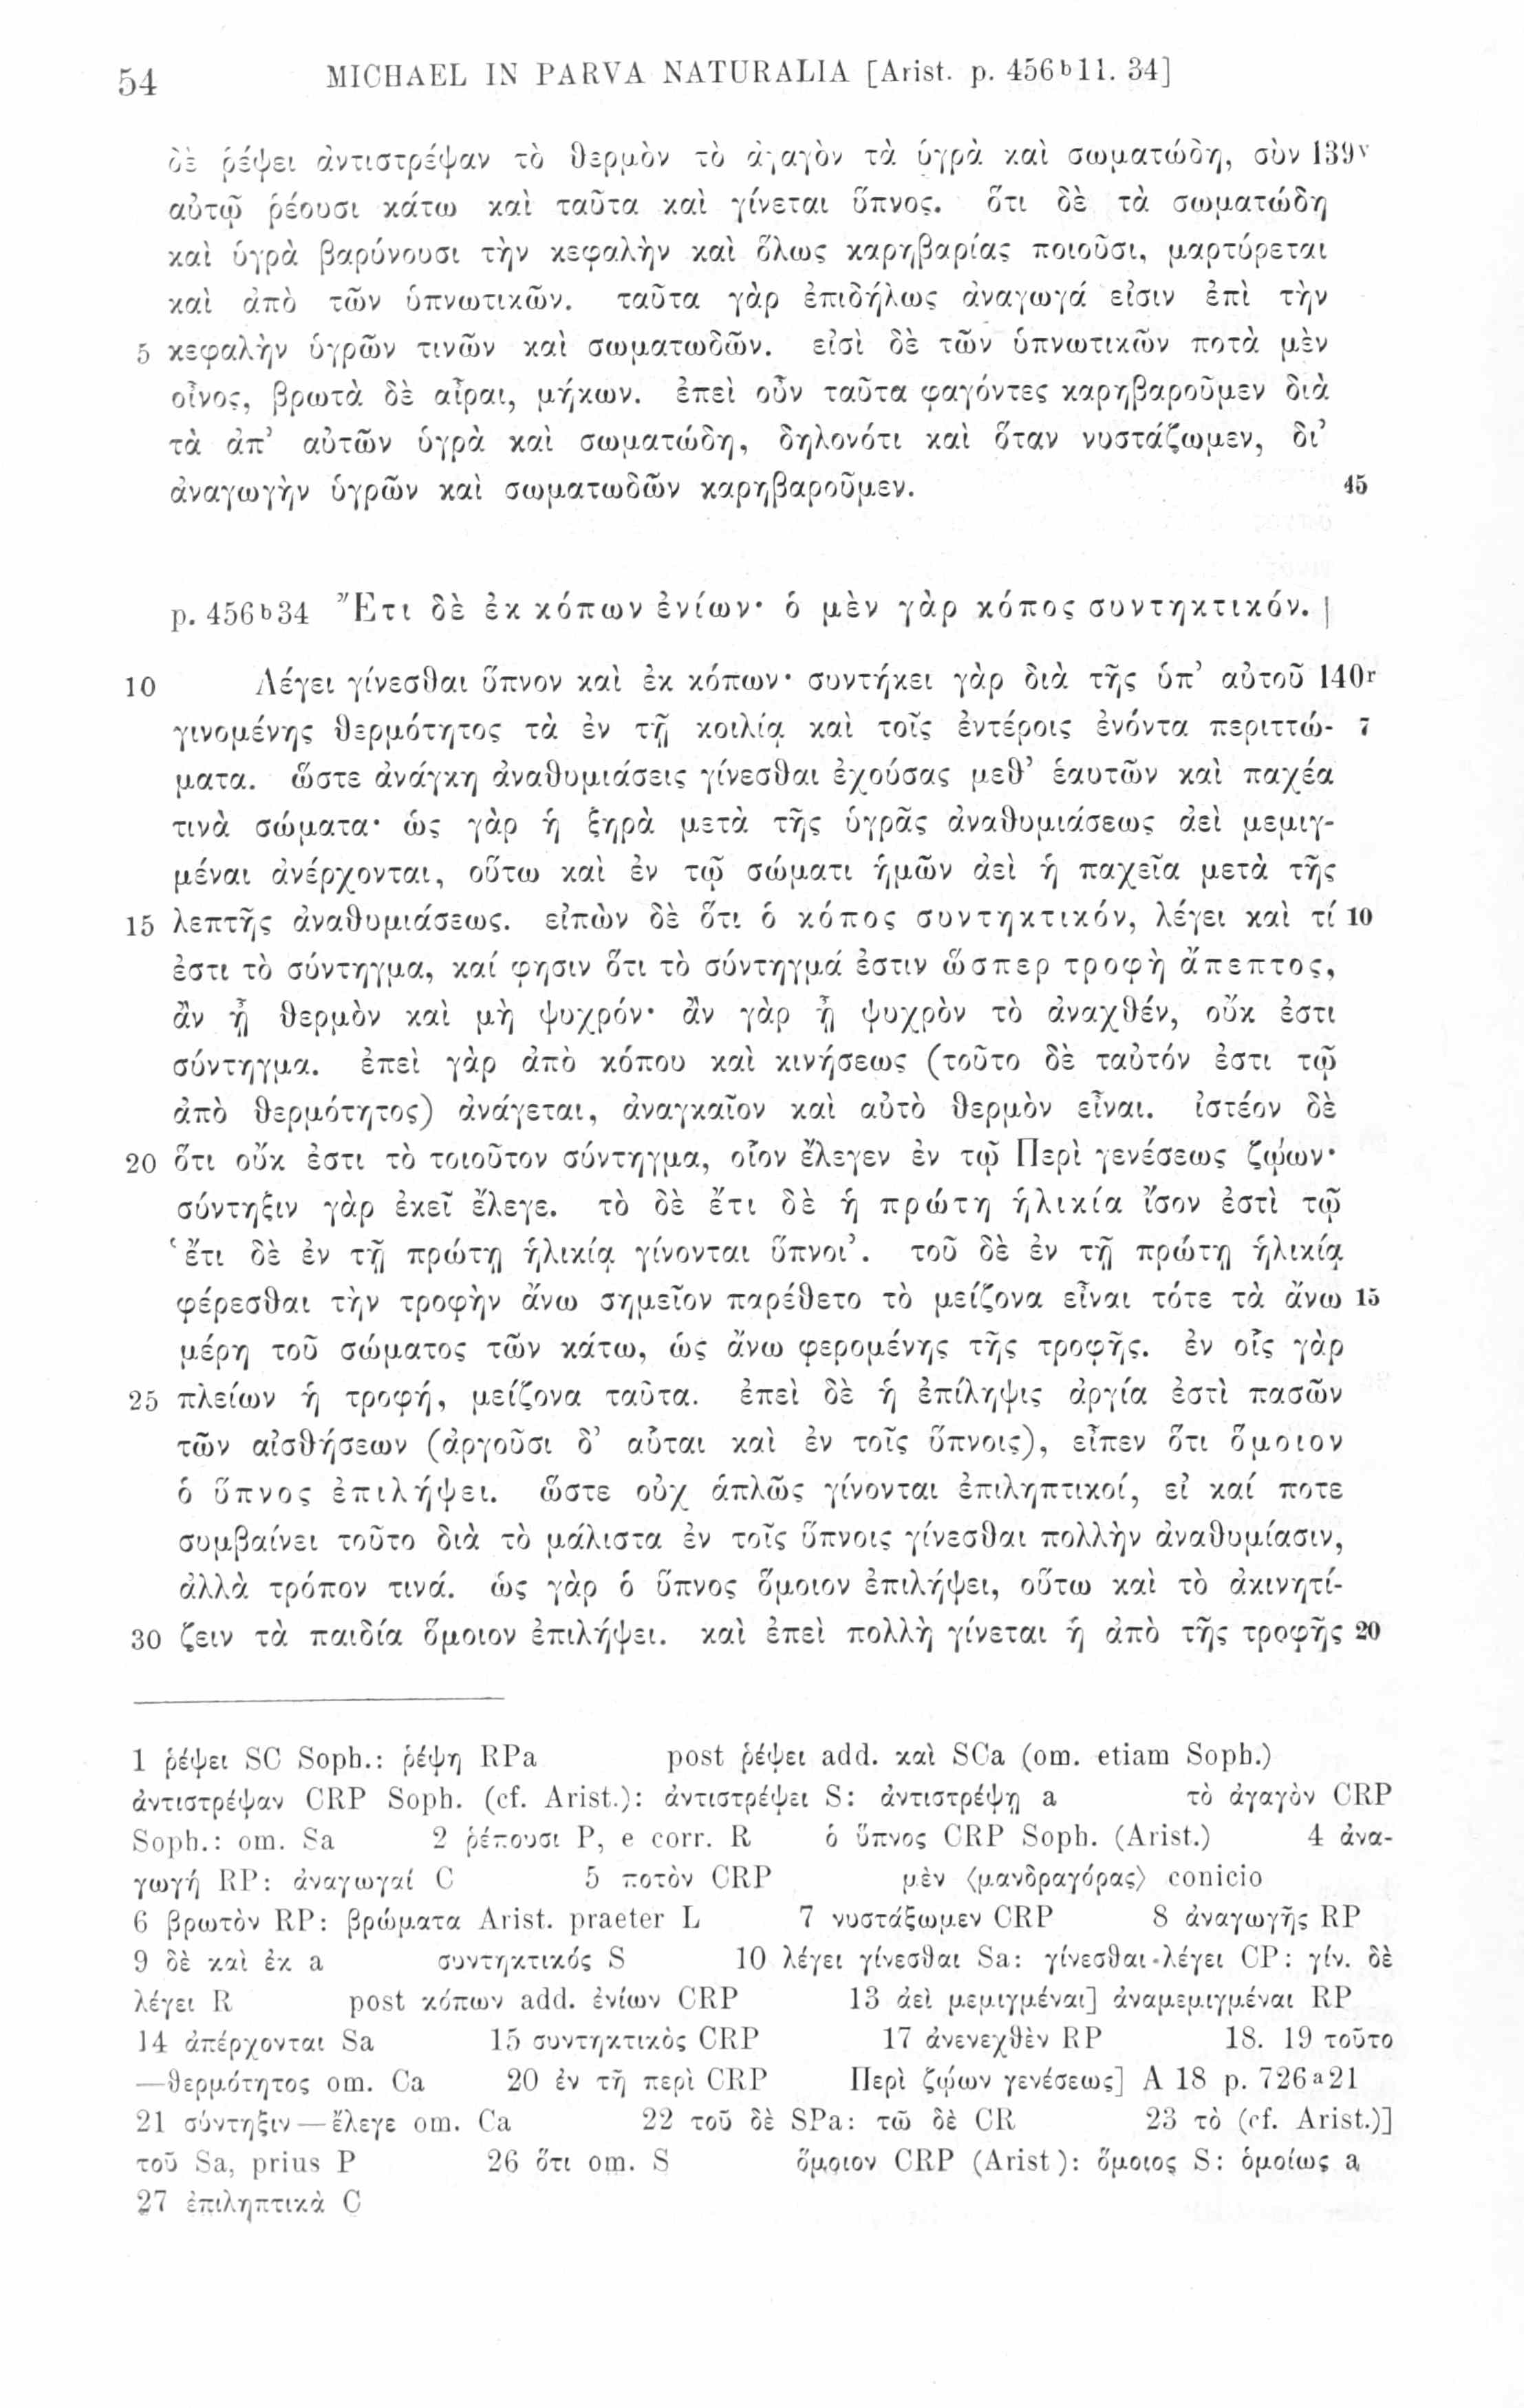 54 MICHAEL IN PARVA NATURALIA [Arist. p. 456ᵇ11. 34]
δὲ ῥέψει ἀντιστρέψαν τὸ θερμὸν τὸ ἀγαγὸν τὰ ὑγρὰ καὶ σωματώδη, σὺν 139ᵛ
αὐτῷ ῥέουσι κάτω καὶ ταῦτα καὶ γίνεται ὕπνος. ὅτι δὲ τὰ σωματώδη
καὶ ὑγρὰ βαρύνουσι τὴν κεφαλὴν καὶ ὅλως καρηβαρίας ποιοῦσι, μαρτύρεται
καὶ ἀπὸ τῶν ὑπνωτικῶν. ταῦτα γὰρ ἐπιδήλως ἀναγωγά εἰσιν ἐπὶ τὴν
5 κεφαλὴν ὑγρῶν τινῶν καὶ σωματωδῶν. εἰσὶ δὲ τῶν ὑπνωτικῶν ποτὰ μὲν
οἶνος, βρωτὰ δὲ αἶραι, μήκων. ἐπεὶ οὖν ταῦτα φαγόντες καρηβαροῦμεν διὰ
τὰ ἀπ’ αὐτῶν ὑγρὰ καὶ σωματώδη, δηλονότι καὶ ὅταν νυστάζωμεν, δι’
ἀναγωγὴν ὑγρῶν καὶ σωματωδῶν καρηβαροῦμεν. 45
p. 456ᵇ34 Ἔτι δὲ ἐκ κόπων ἐνίων· ὁ μὲν γὰρ κόπος συντηκτικόν. |
10 Λέγει γίνεσθαι ὕπνον καὶ ἐκ κόπων· συντήκει γὰρ διὰ τῆς ὑπ’ αὐτοῦ 140ʳ
γινομένης θερμότητος τὰ ἐν τῇ κοιλίᾳ καὶ τοῖς ἐντέροις ἐνόντα περιττώ- 7
ματα. ὥστε ἀνάγκη ἀναθυμιάσεις γίνεσθαι ἐχούσας μεθ’ ἑαυτῶν καὶ παχέα
τινὰ σώματα· ὡς γὰρ ἡ ξηρὰ μετὰ τῆς ὑγρᾶς ἀναθυμιάσεως ἀεὶ μεμιγ-
μέναι ἀνέρχονται, οὕτω καὶ ἐν τῷ σώματι ἡμῶν ἀεὶ ἡ παχεῖα μετὰ τῆς
15 λεπτῆς ἀναθυμιάσεως. εἰπὼν δὲ ὅτι ὁ κόπος συντηκτικόν, λέγει καὶ τί 10
ἐστι τὸ σύντηγμα, καί φησιν ὅτι τὸ σύντηγμά ἐστιν ὥσπερ τροφὴ ἄπεπτος,
ἂν ᾖ θερμὸν καὶ μὴ ψυχρόν· ἂν γὰρ ᾖ ψυχρὸν τὸ ἀναχθέν, οὔκ ἐστι
σύντηγμα. ἐπεὶ γὰρ ἀπὸ κόπου καὶ κινήσεως (τοῦτο δὲ ταὐτόν ἐστι τῷ
ἀπὸ θερμότητος) ἀνάγεται, ἀναγκαῖον καὶ αὐτὸ θερμὸν εἶναι. ἰστέον δὲ
20 ὅτι οὔκ ἐστι τὸ τοιοῦτον σύντηγμα, οἷον ἔλεγεν ἐν τῷ Περὶ γενέσεως ζῴων·
σύντηξιν γὰρ ἐκεῖ ἔλεγε. τὸ δὲ ἔτι δὲ ἡ πρώτη ἡλικία ἴσον ἐστὶ τῷ
‘ἔτι δὲ ἐν τῇ πρώτῃ ἡλικίᾳ γίνονται ὕπνοι’. τοῦ δὲ ἐν τῇ πρώτῃ ἡλικίᾳ
φέρεσθαι τὴν τροφὴν ἄνω σημεῖον παρέθετο τὸ μείζονα εἶναι τότε τὰ ἄνω 15
μέρη τοῦ σώματος τῶν κάτω, ὡς ἄνω φερομένης τῆς τροφῆς. ἐν οἷς γὰρ
25 πλείων ἡ τροφή, μείζονα ταῦτα. ἐπεὶ δὲ ἡ ἐπίληψις ἀργία ἐστὶ πασῶν
τῶν αἰσθήσεων (ἀργοῦσι δ’ αὗται καὶ ἐν τοῖς ὕπνοις), εἶπεν ὅτι ὅμοιον
ὁ ὕπνος ἐπιλήψει. ὥστε οὐχ ἁπλῶς γίνονται ἐπιληπτικοί, εἰ καί ποτε
συμβαίνει τοῦτο διὰ τὸ μάλιστα ἐν τοῖς ὕπνοις γίνεσθαι πολλὴν ἀναθυμίασιν,
ἀλλὰ τρόπον τινά. ὡς γὰρ ὁ ὕπνος ὅμοιον ἐπιλήψει, οὕτω καὶ τὸ ἀκινητί-
30 ζειν τὰ παιδία ὅμοιον ἐπιλήψει. καὶ ἐπεὶ πολλὴ γίνεται ἡ ἀπὸ τῆς τροφῆς 20
1 ῥέψει SC Soph.: ῥέψῃ RPa post ῥέψει add. καὶ SCa (om. etiam Soph.)
ἀντιστρέψαν CRP Soph. (cf. Arist.): ἀντιστρέψει S: ἀντιστρέψῃ a τὸ ἀγαγὸν CRP
Soph.: om. Sa 2 ῥέπουσι P, e corr. R ὁ ὕπνος CRP Soph. (Arist.) 4 ἀνα-
γωγή RP: ἀναγωγαί C 5 ποτὸν CRP μὲν ⟨μανδραγόρας⟩ conicio
6 βρωτὸν RP: βρώματα Arist. praeter L 7 νυστάξωμεν CRP 8 ἀναγωγῆς RP
9 δὲ καὶ ἐκ a συντηκτικός S 10 λέγει γίνεσθαι Sa: γίνεσθαι λέγει CP: γίν. δὲ
λέγει R post κόπων add. ἐνίων CRP 13 ἀεὶ μεμιγμέναι] ἀναμεμιγμέναι RP
14 ἀπέρχονται Sa 15 συντηκτικὸς CRP 17 ἀνενεχθὲν RP 18. 19 τοῦτο
—θερμότητος om. Ca 20 ἐν τῇ περὶ CRP Περὶ ζῴων γενέσεως] A 18 p. 726ᵃ21
21 σύντηξιν—ἔλεγε om. Ca 22 τοῦ δὲ SPa: τῶ δὲ CR 23 τὸ (cf. Arist.)]
τοῦ Sa, prius P 26 ὅτι om. S ὅμοιον CRP (Arist): ὅμοιος S: ὁμοίως a
27 ἐπιληπτικὰ C